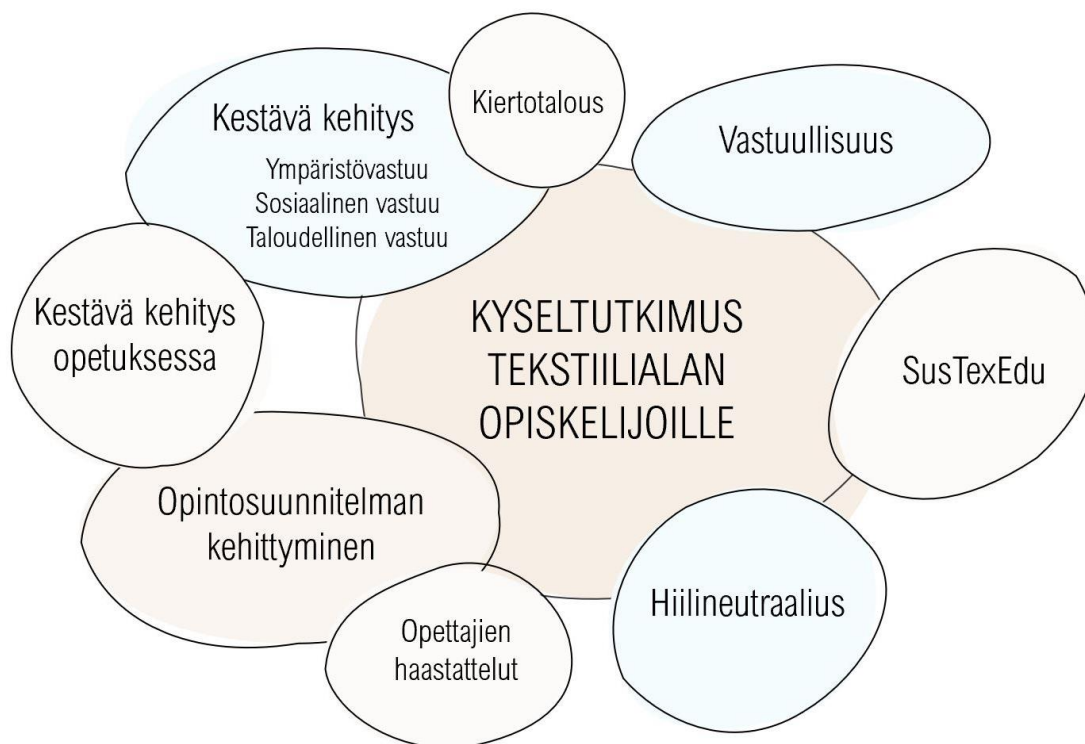 Kestävä kehitys
Ympäristövastuu
Sosiaalinen vastuu
Taloudellinen vastuu
Kiertotalous
Vastuullisuus
Kestävä kehitys
opetuksessa
KYSELTUTKIMUS
TEKSTIILIALAN
OPISKELIJOILLE
SusTexEdu
Opintosuunnitelman
kehittyminen
Hiilineutraalius
Opettajien
haastattelut